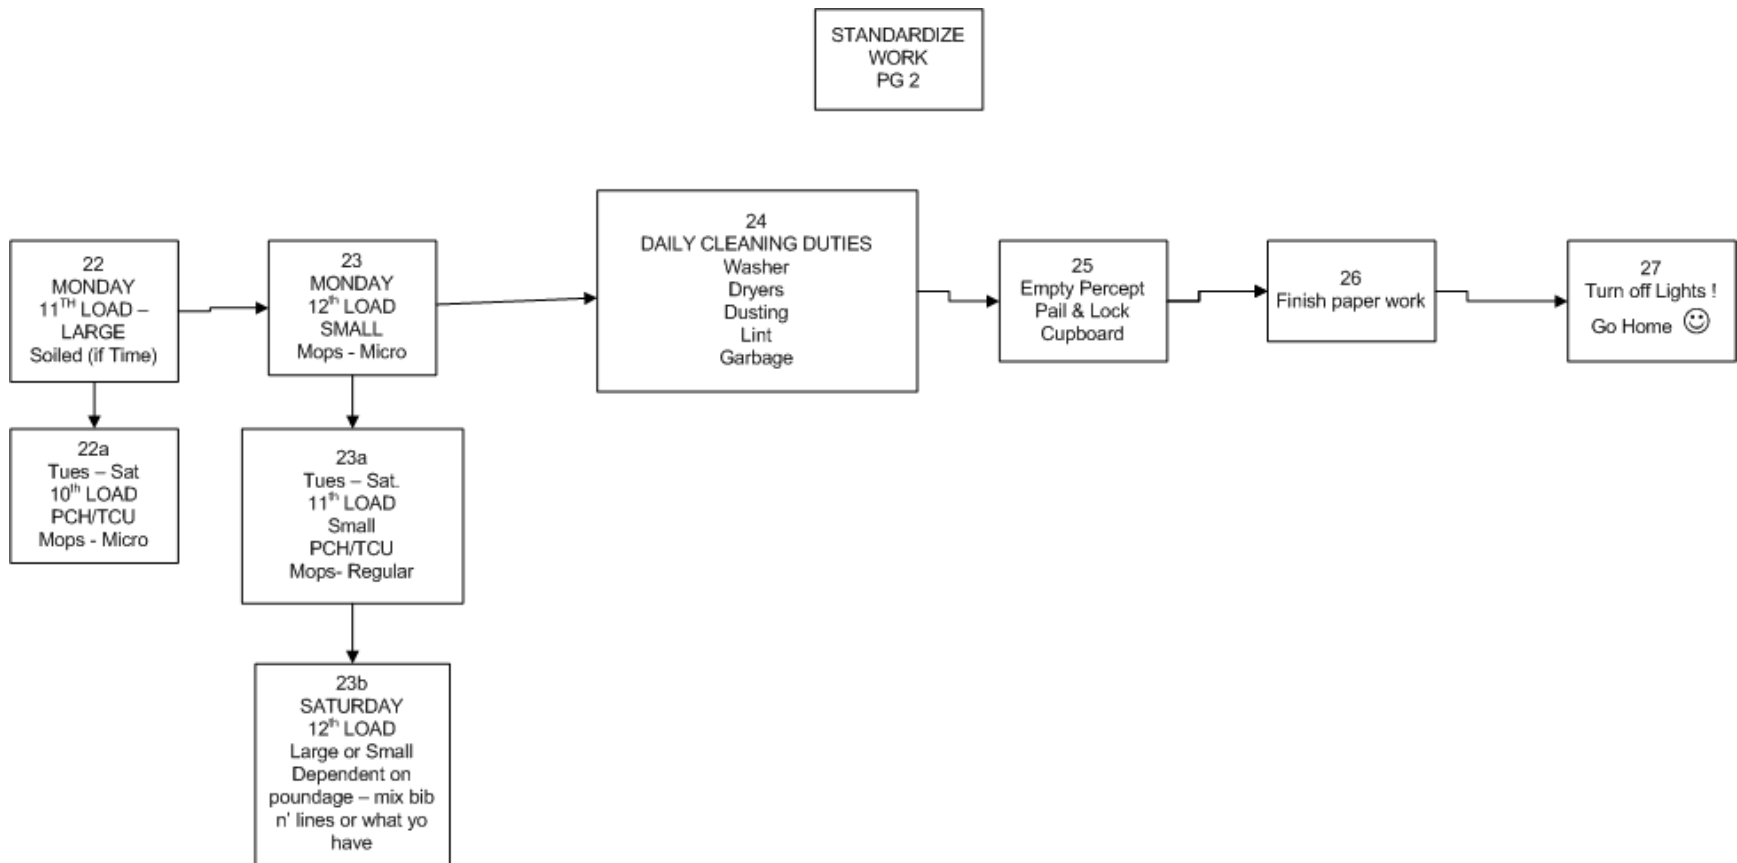 STANDARDIZE
WORK
PG 2
22
MONDAY
11TH LOAD –
LARGE
Soiled (if Time)
23
MONDAY
12th LOAD
SMALL
Mops - Micro
24
DAILY CLEANING DUTIES
Washer
Dryers
Dusting
Lint
Garbage
25
Empty Percept
Pail & Lock
Cupboard
26
Finish paper work
27
Turn off Lights !
Go Home ☺
22a
Tues – Sat
10th LOAD
PCH/TCU
Mops - Micro
23a
Tues – Sat.
11th LOAD
Small
PCH/TCU
Mops- Regular
23b
SATURDAY
12th LOAD
Large or Small
Dependent on
poundage – mix bib
n' lines or what yo
have